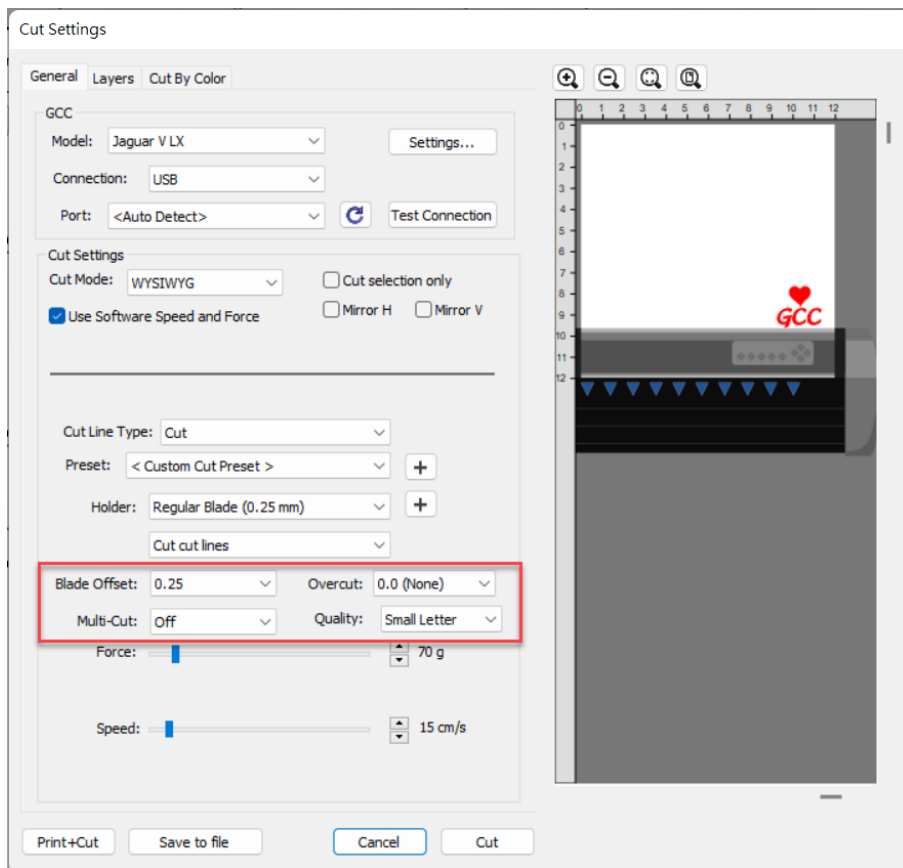 Cut Settings
General Layers Cut By Color
GCC
Model: Jaguar V LX Settings...
Connection: USB
Port: <Auto Detect> Test Connection
Cut Settings
Cut Mode: WYSIWYG Cut selection only
Use Software Speed and Force Mirror H Mirror V
Cut Line Type: Cut
Preset: < Custom Cut Preset > +
Holder: Regular Blade (0.25 mm) +
Cut cut lines
Blade Offset: 0.25 Overcut: 0.0 (None)
Multi-Cut: Off Quality: Small Letter
Force: 70 g
Speed: 15 cm/s
Print+Cut Save to file Cancel Cut
0 1 2 3 4 5 6 7 8 9 10 11 12
0
1
2
3
4
5
6
7
8
9
10
11
12
GCC